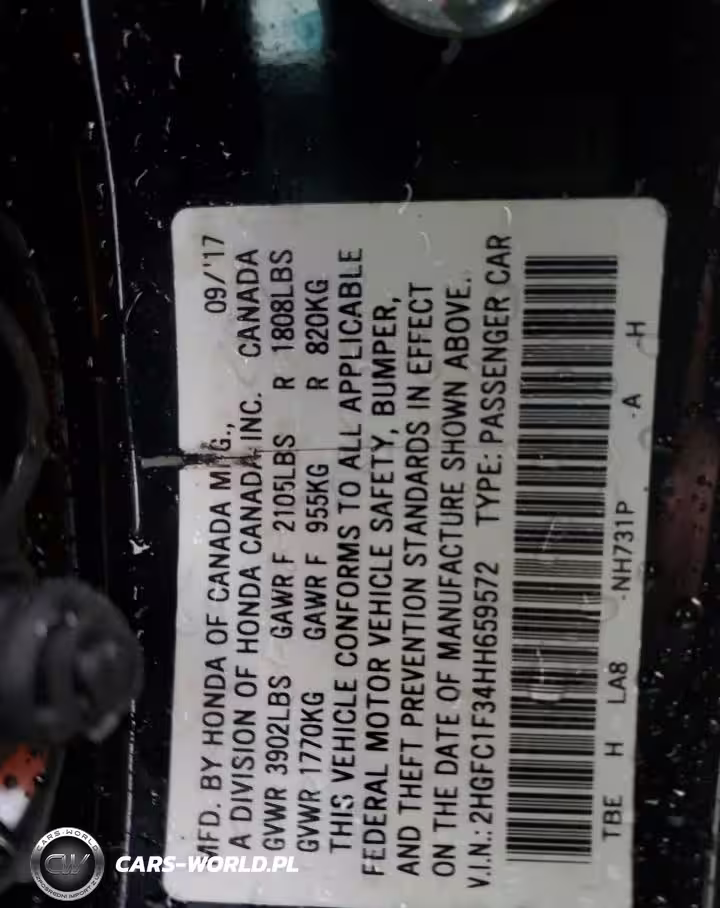 MFD. BY HONDA OF CANADA MFG., 09/'17
A DIVISION OF HONDA CANADA INC. CANADA
GVWR 3902LBS GAWR F 2105LBS R 1808LBS
GVWR 1770KG GAWR F 955KG R 820KG
THIS VEHICLE CONFORMS TO ALL APPLICABLE
FEDERAL MOTOR VEHICLE SAFETY, BUMPER,
AND THEFT PREVENTION STANDARDS IN EFFECT
ON THE DATE OF MANUFACTURE SHOWN ABOVE.
V.I.N.: 2HGFC1F34HH659572 TYPE: PASSENGER CAR
TBE H LA8 -NH731P -A -H
CARS-WORLD
CW
CARS-WORLD.PL